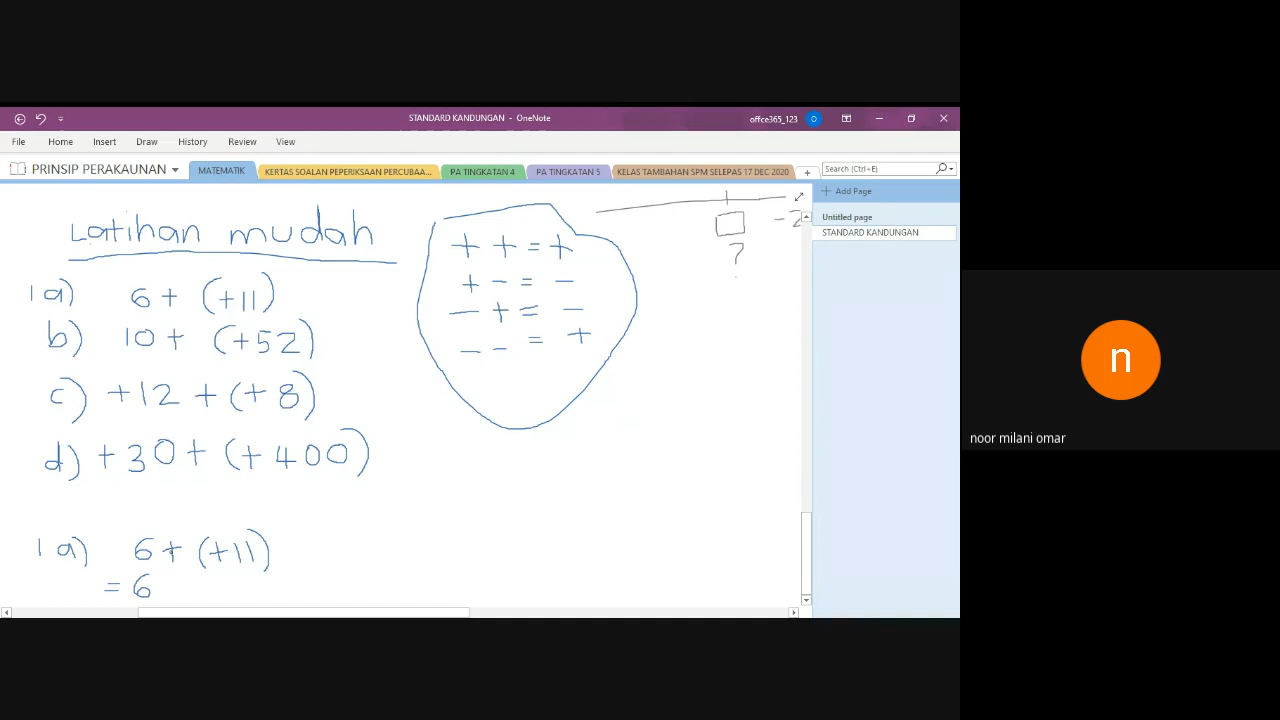 STANDARD KANDUNGAN - OneNote
offce365_123
O
File Home Insert Draw History Review View
PRINSIP PERAKAUNAN
MATEMATIK
KERTAS SOALAN PEPERIKSAAN PERCUBAA...
PA TINGKATAN 4
PA TINGKATAN 5
KELAS TAMBAHAN SPM SELEPAS 17 DEC 2020
+
Search (Ctrl+E)
+ Add Page
Untitled page
STANDARD KANDUNGAN
Latihan mudah
1 a) 6 + (+11)
b) 10 + (+52)
c) +12 + (+8)
d) +30 + (+400)
+ + = +
+ - = -
- + = -
- - = +
-2
?
1 a) 6 + (+11)
= 6
n
noor milani omar